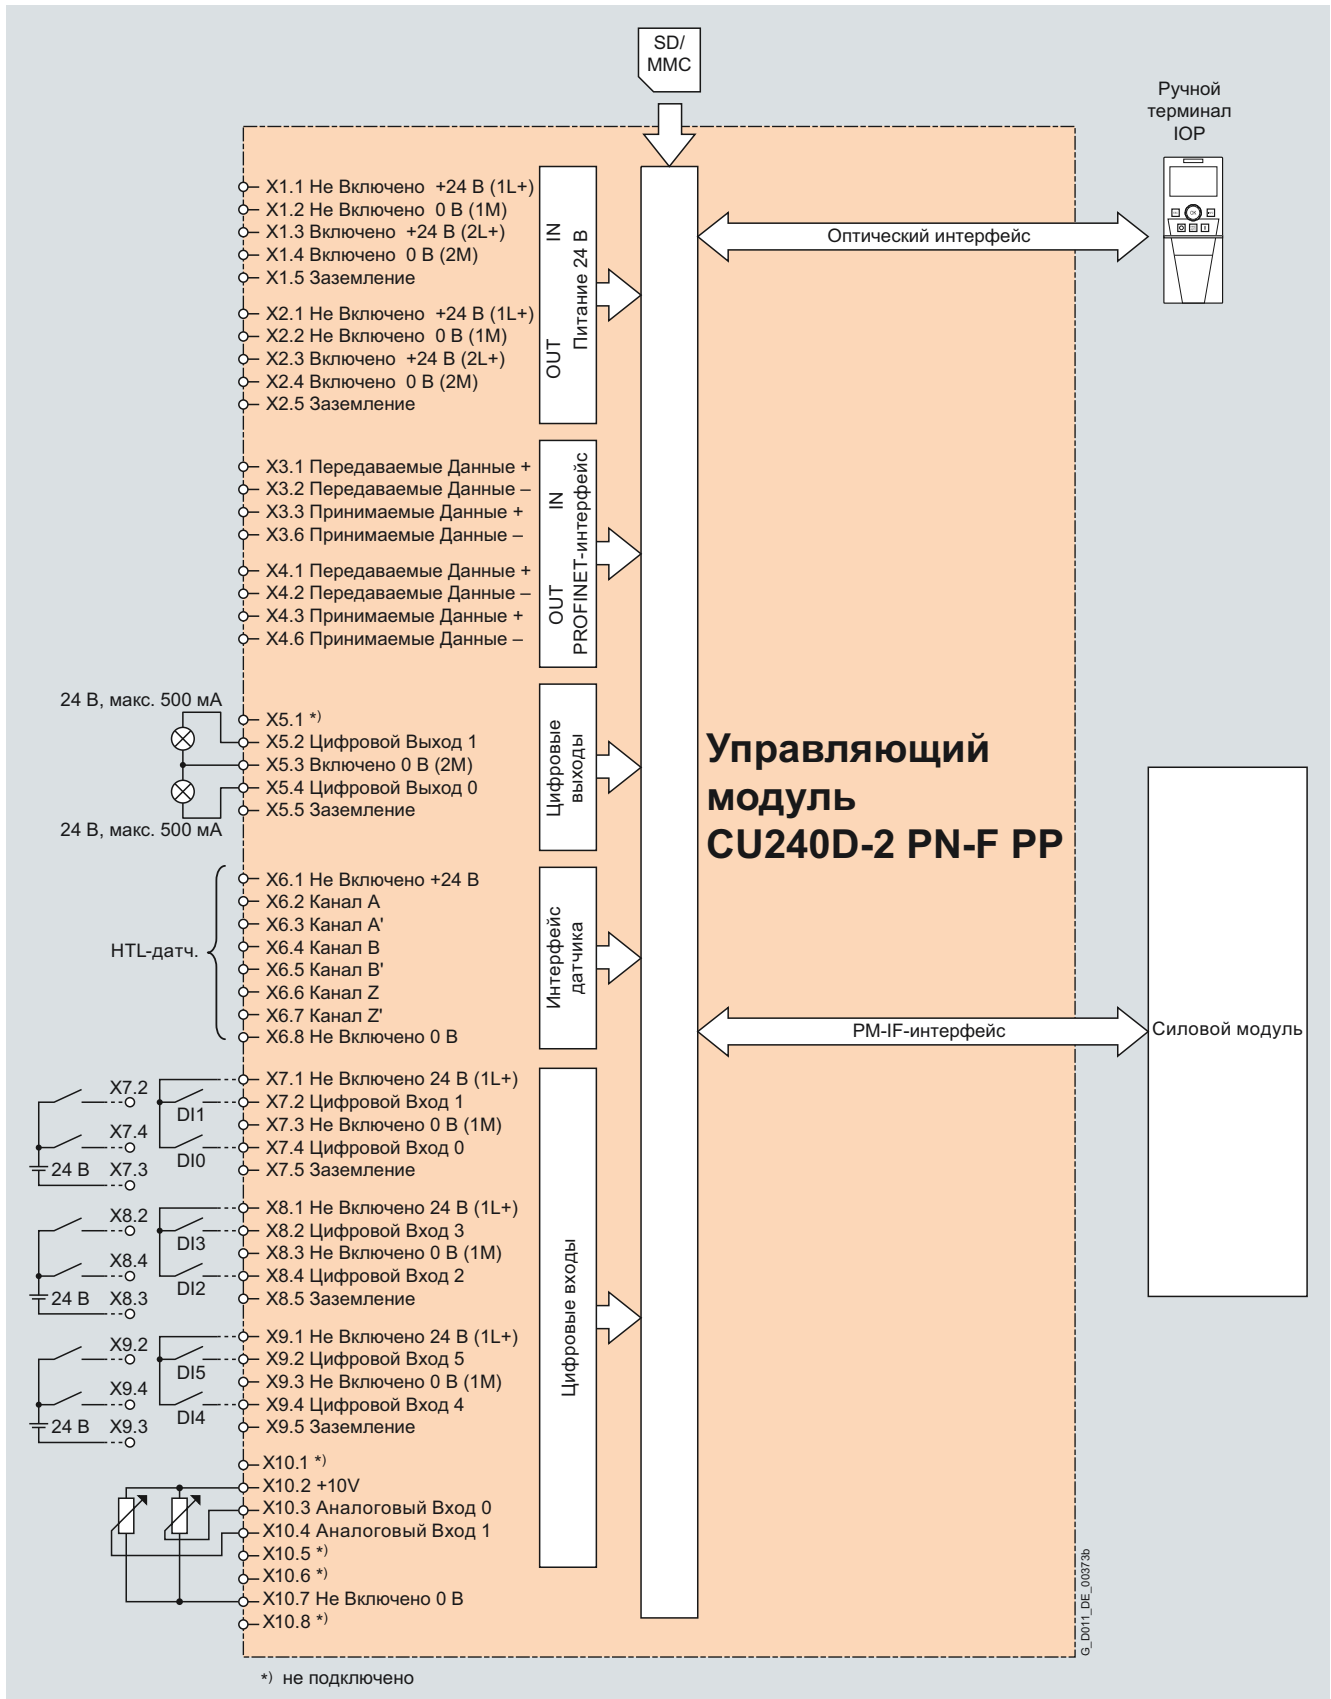 SD/
MMC
Ручной
терминал
IOP
X1.1 Не Включено +24 В (1L+)
X1.2 Не Включено 0 В (1M)
X1.3 Включено +24 В (2L+)
X1.4 Включено 0 В (2M)
X1.5 Заземление
X2.1 Не Включено +24 В (1L+)
X2.2 Не Включено 0 В (1M)
X2.3 Включено +24 В (2L+)
X2.4 Включено 0 В (2M)
X2.5 Заземление
IN
OUT
Питание 24 В
Оптический интерфейс
X3.1 Передаваемые Данные +
X3.2 Передаваемые Данные –
X3.3 Принимаемые Данные +
X3.6 Принимаемые Данные –
X4.1 Передаваемые Данные +
X4.2 Передаваемые Данные –
X4.3 Принимаемые Данные +
X4.6 Принимаемые Данные –
IN
OUT
PROFINET-интерфейс
24 В, макс. 500 мА
X5.1 *)
X5.2 Цифровой Выход 1
X5.3 Включено 0 В (2M)
X5.4 Цифровой Выход 0
X5.5 Заземление
24 В, макс. 500 мА
Цифровые
выходы
Управляющий
модуль
CU240D-2 PN-F PP
HTL-датч.
X6.1 Не Включено +24 В
X6.2 Канал A
X6.3 Канал A'
X6.4 Канал B
X6.5 Канал B'
X6.6 Канал Z
X6.7 Канал Z'
X6.8 Не Включено 0 В
Интерфейс
датчика
PM-IF-интерфейс
Силовой модуль
X7.2
X7.4
24 В X7.3
DI1
DI0
X7.1 Не Включено 24 В (1L+)
X7.2 Цифровой Вход 1
X7.3 Не Включено 0 В (1M)
X7.4 Цифровой Вход 0
X7.5 Заземление
X8.2
X8.4
24 В X8.3
DI3
DI2
X8.1 Не Включено 24 В (1L+)
X8.2 Цифровой Вход 3
X8.3 Не Включено 0 В (1M)
X8.4 Цифровой Вход 2
X8.5 Заземление
X9.2
X9.4
24 В X9.3
DI5
DI4
X9.1 Не Включено 24 В (1L+)
X9.2 Цифровой Вход 5
X9.3 Не Включено 0 В (1M)
X9.4 Цифровой Вход 4
X9.5 Заземление
Цифровые входы
X10.1 *)
X10.2 +10V
X10.3 Аналоговый Вход 0
X10.4 Аналоговый Вход 1
X10.5 *)
X10.6 *)
X10.7 Не Включено 0 В
X10.8 *)
G_D011_DE_00373b
*) не подключено